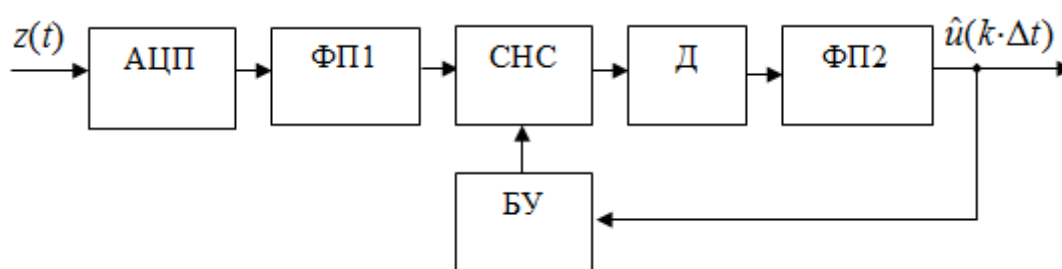 z(t)
АЦП
ФП1
СНС
Д
ФП2
û(k·Δt)
БУ